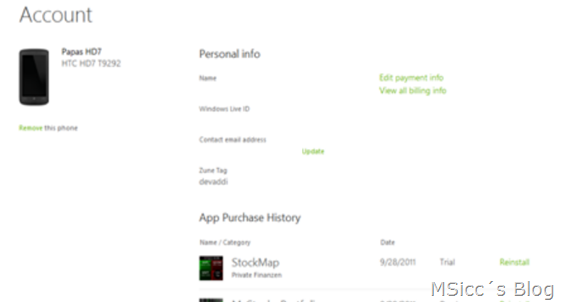 Account
Papas HD7
HTC HD7 T9292
Remove this phone
Personal info
Name
Edit payment info
View all billing info
Windows Live ID
Contact email address
Update
Zune Tag
devaddi
App Purchase History
Name / Category Date
StockMap 9/28/2011 Trial Reinstall
Private Finanzen
MSicc´s Blog